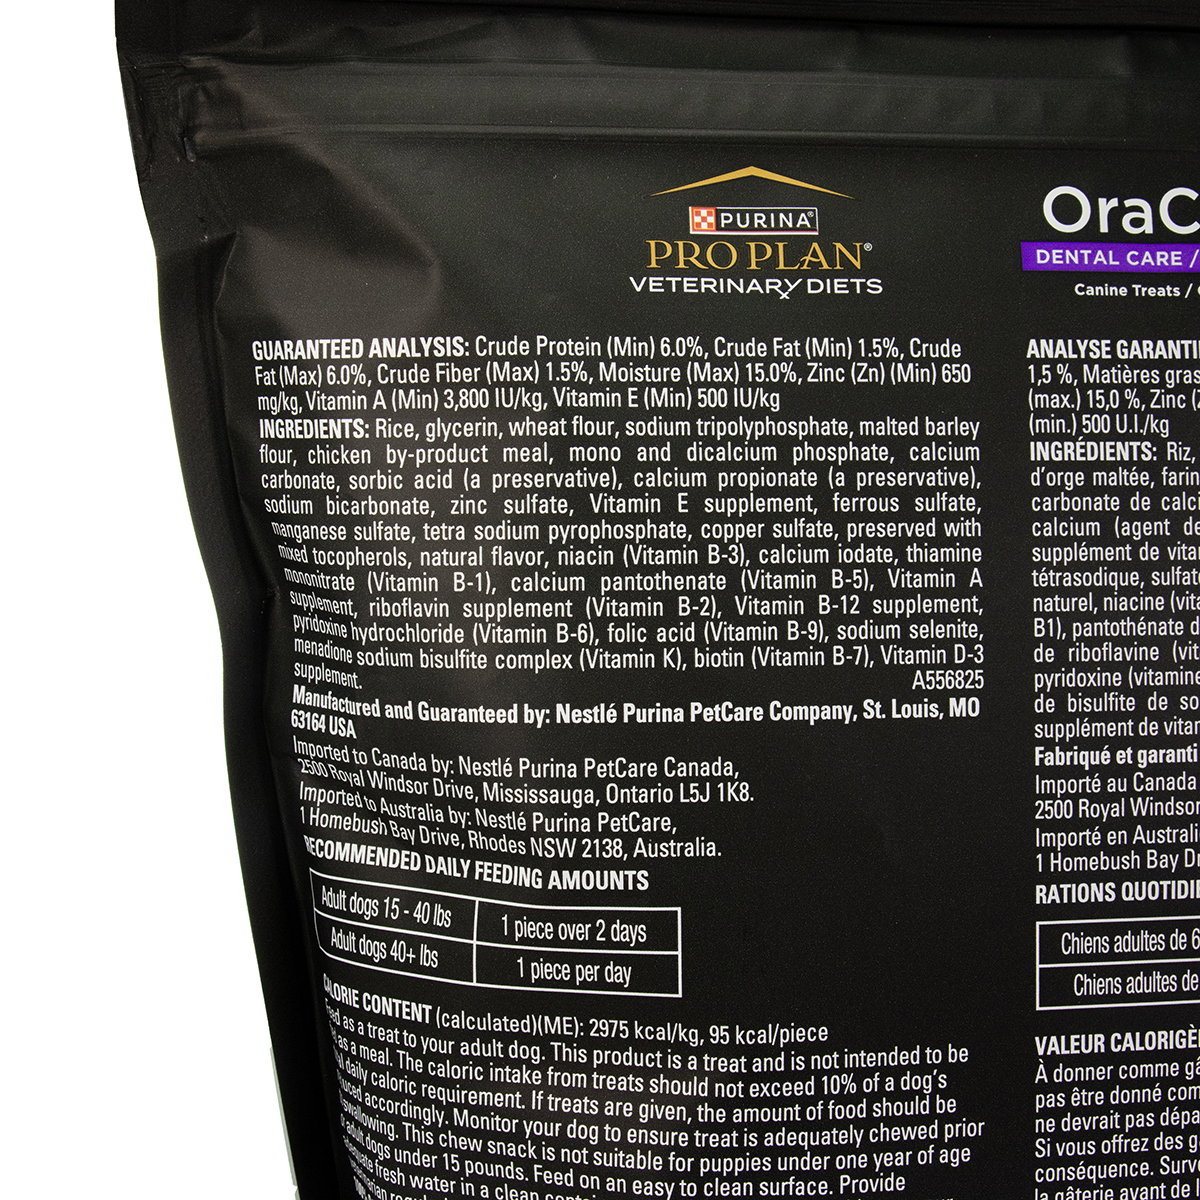 PURINA®
PRO PLAN®
VETERINARY DIETS
GUARANTEED ANALYSIS: Crude Protein (Min) 6.0%, Crude Fat (Min) 1.5%, Crude
Fat (Max) 6.0%, Crude Fiber (Max) 1.5%, Moisture (Max) 15.0%, Zinc (Zn) (Min) 650
mg/kg, Vitamin A (Min) 3,800 IU/kg, Vitamin E (Min) 500 IU/kg
INGREDIENTS: Rice, glycerin, wheat flour, sodium tripolyphosphate, malted barley
flour, chicken by-product meal, mono and dicalcium phosphate, calcium
carbonate, sorbic acid (a preservative), calcium propionate (a preservative),
sodium bicarbonate, zinc sulfate, Vitamin E supplement, ferrous sulfate,
manganese sulfate, tetra sodium pyrophosphate, copper sulfate, preserved with
mixed tocopherols, natural flavor, niacin (Vitamin B-3), calcium iodate, thiamine
mononitrate (Vitamin B-1), calcium pantothenate (Vitamin B-5), Vitamin A
supplement, riboflavin supplement (Vitamin B-2), Vitamin B-12 supplement,
pyridoxine hydrochloride (Vitamin B-6), folic acid (Vitamin B-9), sodium selenite,
menadione sodium bisulfite complex (Vitamin K), biotin (Vitamin B-7), Vitamin D-3
supplement. A556825
Manufactured and Guaranteed by: Nestlé Purina PetCare Company, St. Louis, MO
63164 USA
Imported to Canada by: Nestlé Purina PetCare Canada,
2500 Royal Windsor Drive, Mississauga, Ontario L5J 1K8.
Imported to Australia by: Nestlé Purina PetCare,
1 Homebush Bay Drive, Rhodes NSW 2138, Australia.
RECOMMENDED DAILY FEEDING AMOUNTS
Adult dogs 15 - 40 lbs 1 piece over 2 days
Adult dogs 40+ lbs 1 piece per day
CALORIE CONTENT (calculated)(ME): 2975 kcal/kg, 95 kcal/piece
Feed as a treat to your adult dog. This product is a treat and is not intended to be
as a meal. The caloric intake from treats should not exceed 10% of a dog's
daily caloric requirement. If treats are given, the amount of food should be
accordingly. Monitor your dog to ensure treat is adequately chewed prior
swallowing. This chew snack is not suitable for puppies under one year of age
adult dogs under 15 pounds. Feed on an easy to clean surface. Provide
fresh water in a clean
OraC
DENTAL CARE /
Canine Treats /
ANALYSE GARANTI
1,5 %, Matières gras
(max.) 15,0 %, Zinc (
(min.) 500 U.I./kg
INGRÉDIENTS: Riz,
d'orge maltée, farin
carbonate de calc
calcium (agent de
supplément de vitar
tétrasodique, sulfate
naturel, niacine (vita
B1), pantothénate d
de riboflavine (vit
pyridoxine (vitamine
de bisulfite de so
supplément de vitar
Fabriqué et garanti
Importé au Canada
2500 Royal Windsor
Importé en Australi
1 Homebush Bay Dr
RATIONS QUOTIDIE
Chiens adultes de 6
Chiens adultes de
VALEUR CALORIGÈ
À donner comme gâ
pas être donné com
ne devrait pas dépa
Si vous offrez des g
conséquence. Surve
la gâterie avant de l